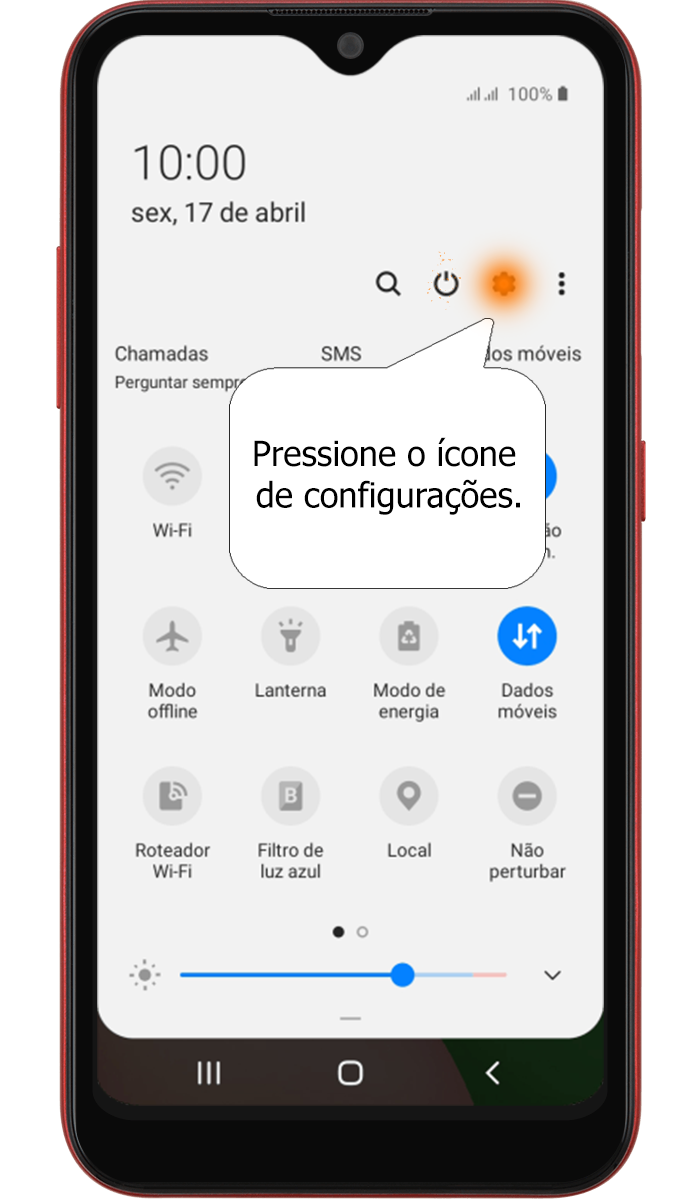 100%
10:00
sex, 17 de abril
Chamadas SMS dos móveis
Perguntar sempre
Pressione o ícone
de configurações.
Wi-Fi ão
n.
Modo
offline
Lanterna
Modo de
energia
Dados
móveis
Roteador
Wi-Fi
B
Filtro de
luz azul
Local
Não
perturbar